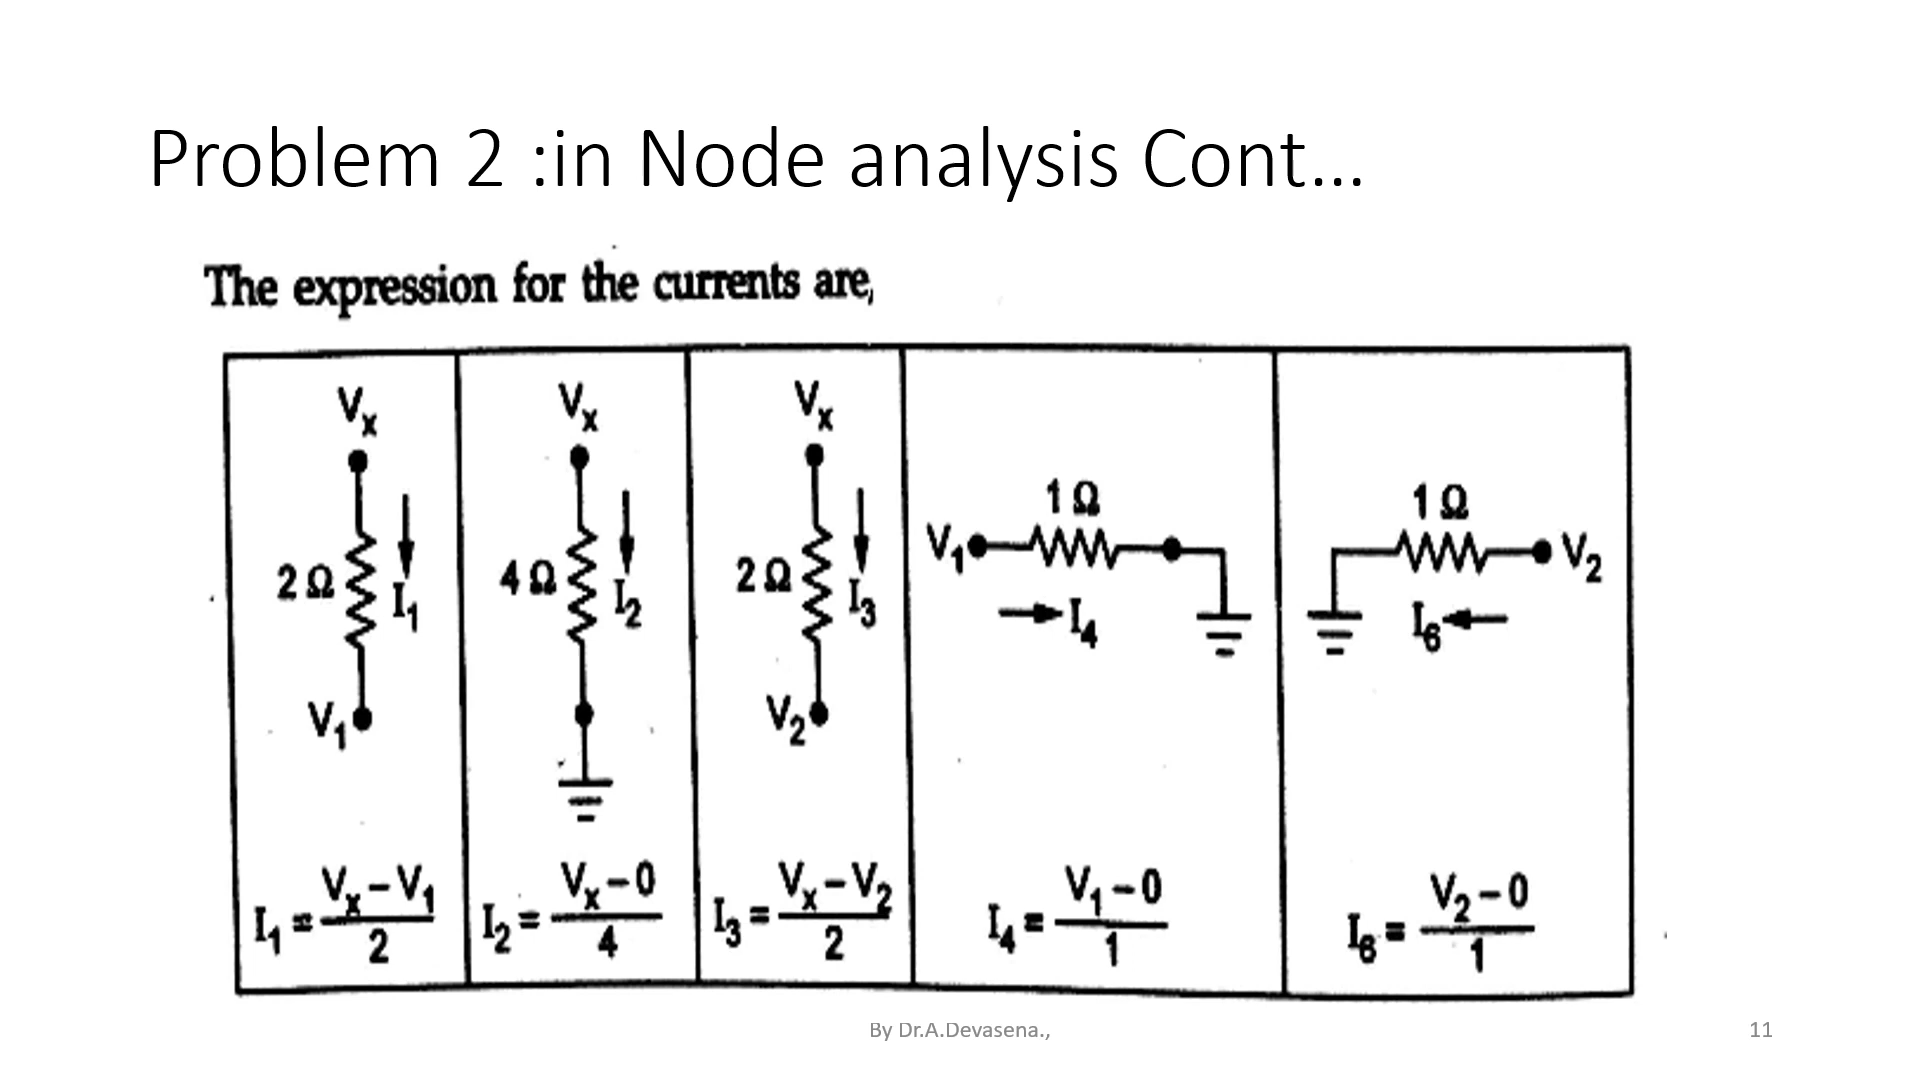 Problem 2 :in Node analysis Cont...
The expression for the currents are,
Vx
2 Ω
I1
V1
I1 = Vx – V1 / 2
Vx
4 Ω
I2
I2 = Vx – 0 / 4
Vx
2 Ω
I3
V2
I3 = Vx – V2 / 2
V1
1 Ω
I4
I4 = V1 – 0 / 1
1 Ω
V2
I6
I6 = V2 – 0 / 1
By Dr.A.Devasena.,
11